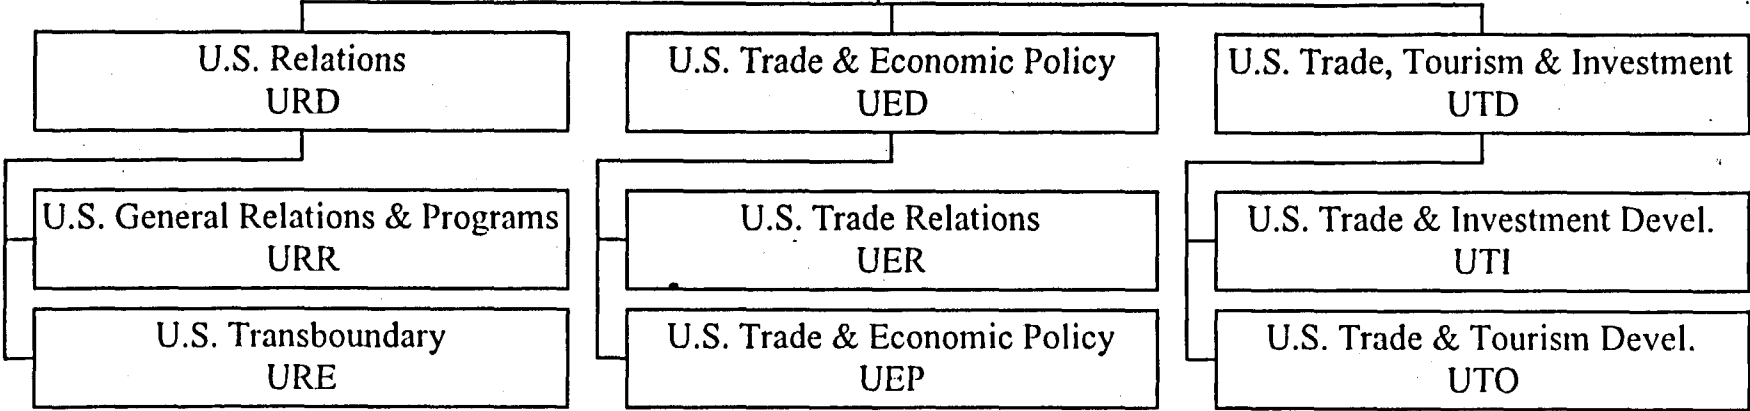 U.S. Relations
URD
U.S. General Relations & Programs
URR
U.S. Transboundary
URE
U.S. Trade & Economic Policy
UED
U.S. Trade Relations
UER
U.S. Trade & Economic Policy
UEP
U.S. Trade, Tourism & Investment
UTD
U.S. Trade & Investment Devel.
UTI
U.S. Trade & Tourism Devel.
UTO